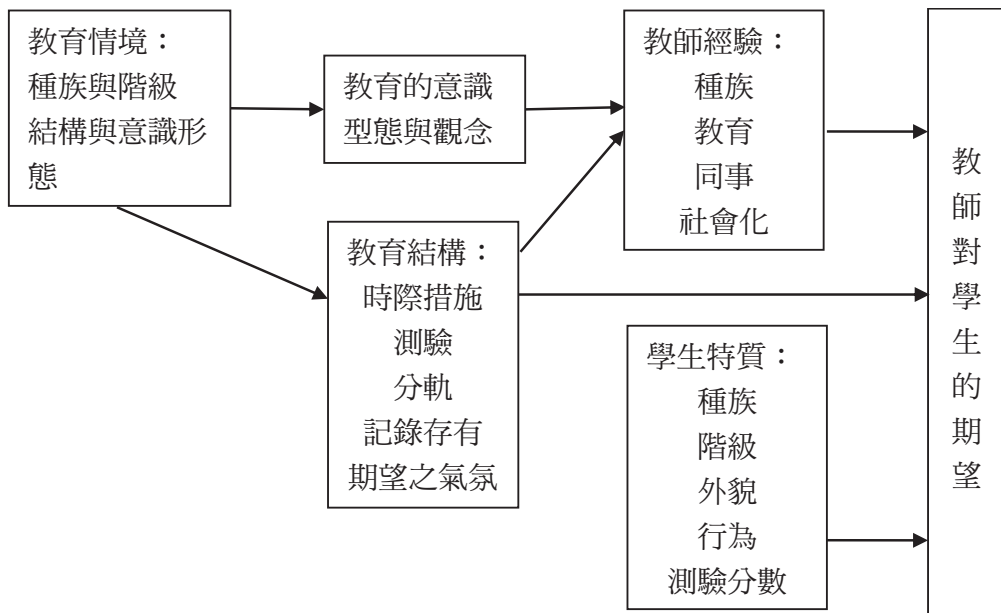 教育情境：
種族與階級
結構與意識形
態
教育的意識
型態與觀念
教育結構：
時際措施
測驗
分軌
記錄存有
期望之氣氛
教師經驗：
種族
教育
同事
社會化
學生特質：
種族
階級
外貌
行為
測驗分數
教
師
對
學
生
的
期
望